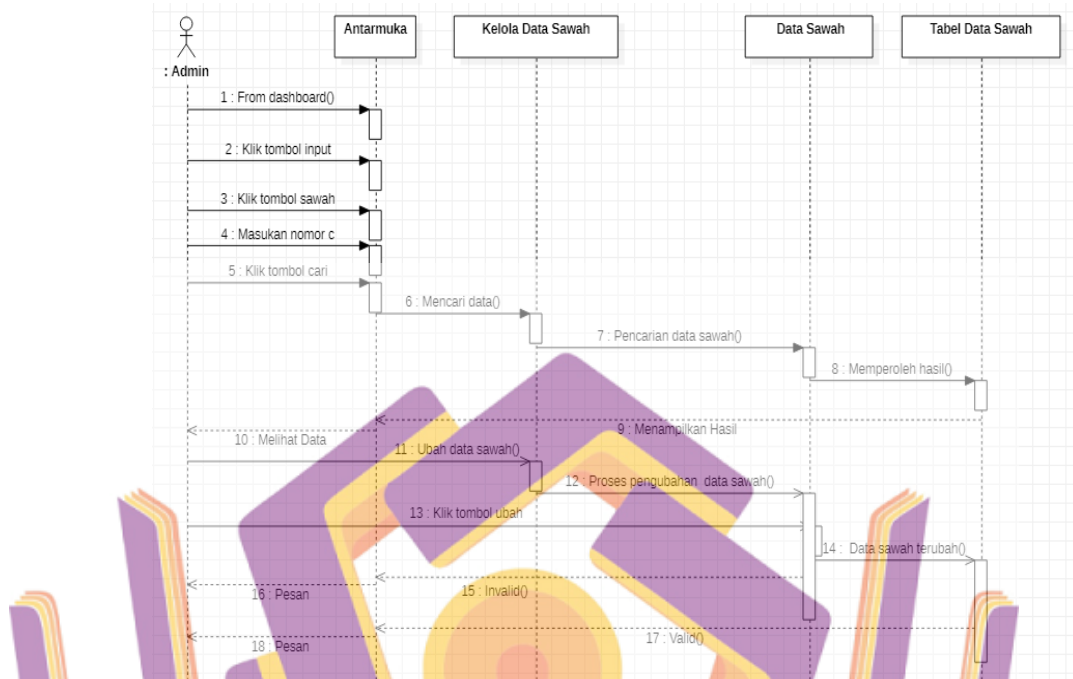 Antarmuka
Kelola Data Sawah
Data Sawah
Tabel Data Sawah
: Admin
1 : From dashboard()
2 : Klik tombol input
3 : Klik tombol sawah
4 : Masukan nomor c
5 : Klik tombol cari
6 : Mencari data()
7 : Pencarian data sawah()
8 : Memperoleh hasil()
9 : Menampilkan Hasil
10 : Melihat Data
11 : Ubah data sawah()
12 : Proses pengubahan data sawah()
13 : Klik tombol ubah
14 : Data sawah terubah()
15 : Invalid()
16 : Pesan
17 : Valid()
18 : Pesan